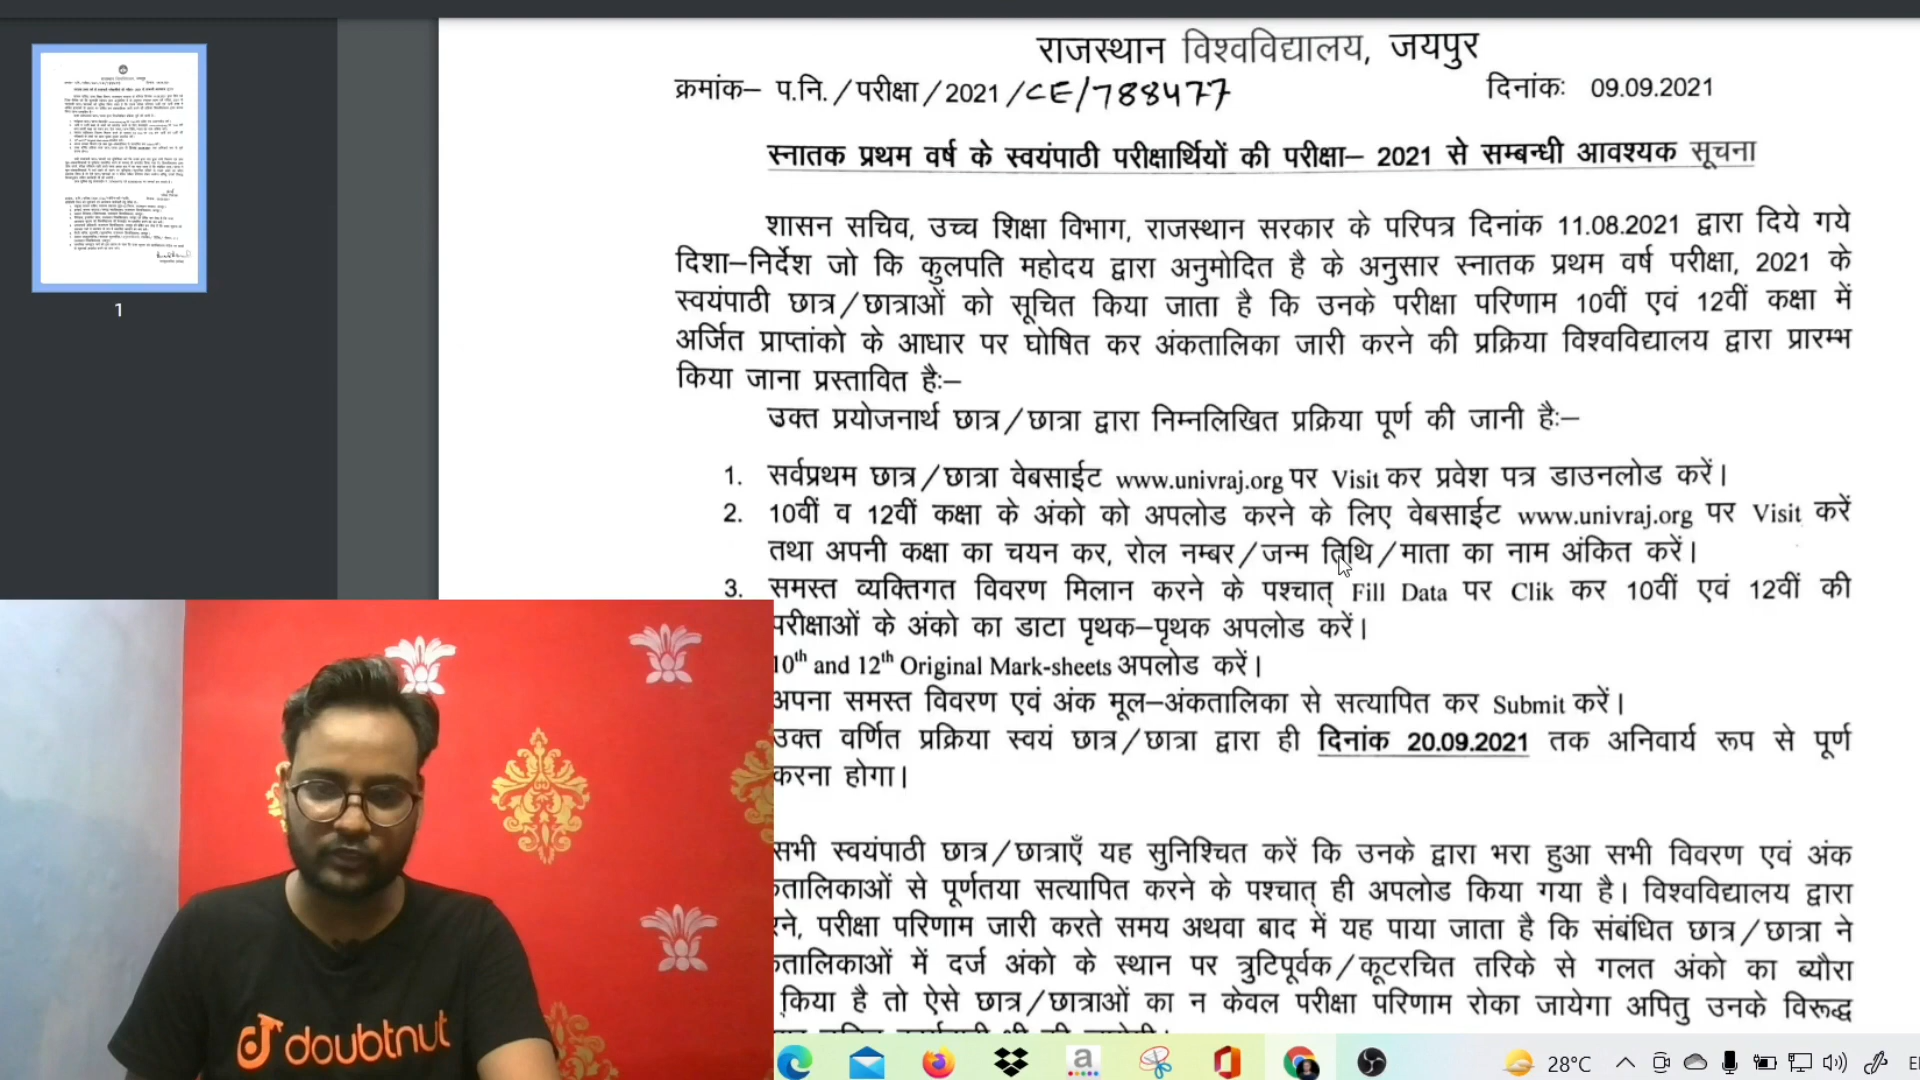 राजस्थान विश्वविद्यालय, जयपुर
क्रमांक– प.नि./परीक्षा/2021/CE/788477 दिनांकः 09.09.2021
स्नातक प्रथम वर्ष के स्वयंपाठी परीक्षार्थियों की परीक्षा– 2021 से सम्बन्धी आवश्यक सूचना
शासन सचिव, उच्च शिक्षा विभाग, राजस्थान सरकार के परिपत्र दिनांक 11.08.2021 द्वारा दिये गये
दिशा–निर्देश जो कि कुलपति महोदय द्वारा अनुमोदित है के अनुसार स्नातक प्रथम वर्ष परीक्षा, 2021 के
स्वयंपाठी छात्र/छात्राओं को सूचित किया जाता है कि उनके परीक्षा परिणाम 10वीं एवं 12वीं कक्षा में
अर्जित प्राप्तांको के आधार पर घोषित कर अंकतालिका जारी करने की प्रक्रिया विश्वविद्यालय द्वारा प्रारम्भ
किया जाना प्रस्तावित हैः–
उक्त प्रयोजनार्थ छात्र/छात्रा द्वारा निम्नलिखित प्रक्रिया पूर्ण की जानी हैः–
1. सर्वप्रथम छात्र/छात्रा वेबसाईट www.univraj.org पर Visit कर प्रवेश पत्र डाउनलोड करें।
2. 10वीं व 12वीं कक्षा के अंको को अपलोड करने के लिए वेबसाईट www.univraj.org पर Visit करें
तथा अपनी कक्षा का चयन कर, रोल नम्बर/जन्म तिथि/माता का नाम अंकित करें।
3. समस्त व्यक्तिगत विवरण मिलान करने के पश्चात् Fill Data पर Clik कर 10वीं एवं 12वीं की
परीक्षाओं के अंको का डाटा पृथक–पृथक अपलोड करें।
10th and 12th Original Mark-sheets अपलोड करें।
अपना समस्त विवरण एवं अंक मूल–अंकतालिका से सत्यापित कर Submit करें।
उक्त वर्णित प्रक्रिया स्वयं छात्र/छात्रा द्वारा ही दिनांक 20.09.2021 तक अनिवार्य रूप से पूर्ण
करना होगा।
सभी स्वयंपाठी छात्र/छात्राएँ यह सुनिश्चित करें कि उनके द्वारा भरा हुआ सभी विवरण एवं अंक
तालिकाओं से पूर्णतया सत्यापित करने के पश्चात् ही अपलोड किया गया है। विश्वविद्यालय द्वारा
परीक्षा परिणाम जारी करते समय अथवा बाद में यह पाया जाता है कि संबंधित छात्र/छात्रा ने
तालिकाओं में दर्ज अंको के स्थान पर त्रुटिपूर्वक/कूटरचित तरिके से गलत अंको का ब्यौरा
किया है तो ऐसे छात्र/छात्राओं का न केवल परीक्षा परिणाम रोका जायेगा अपितु उनके विरूद्ध
1
doubtnut
28°C